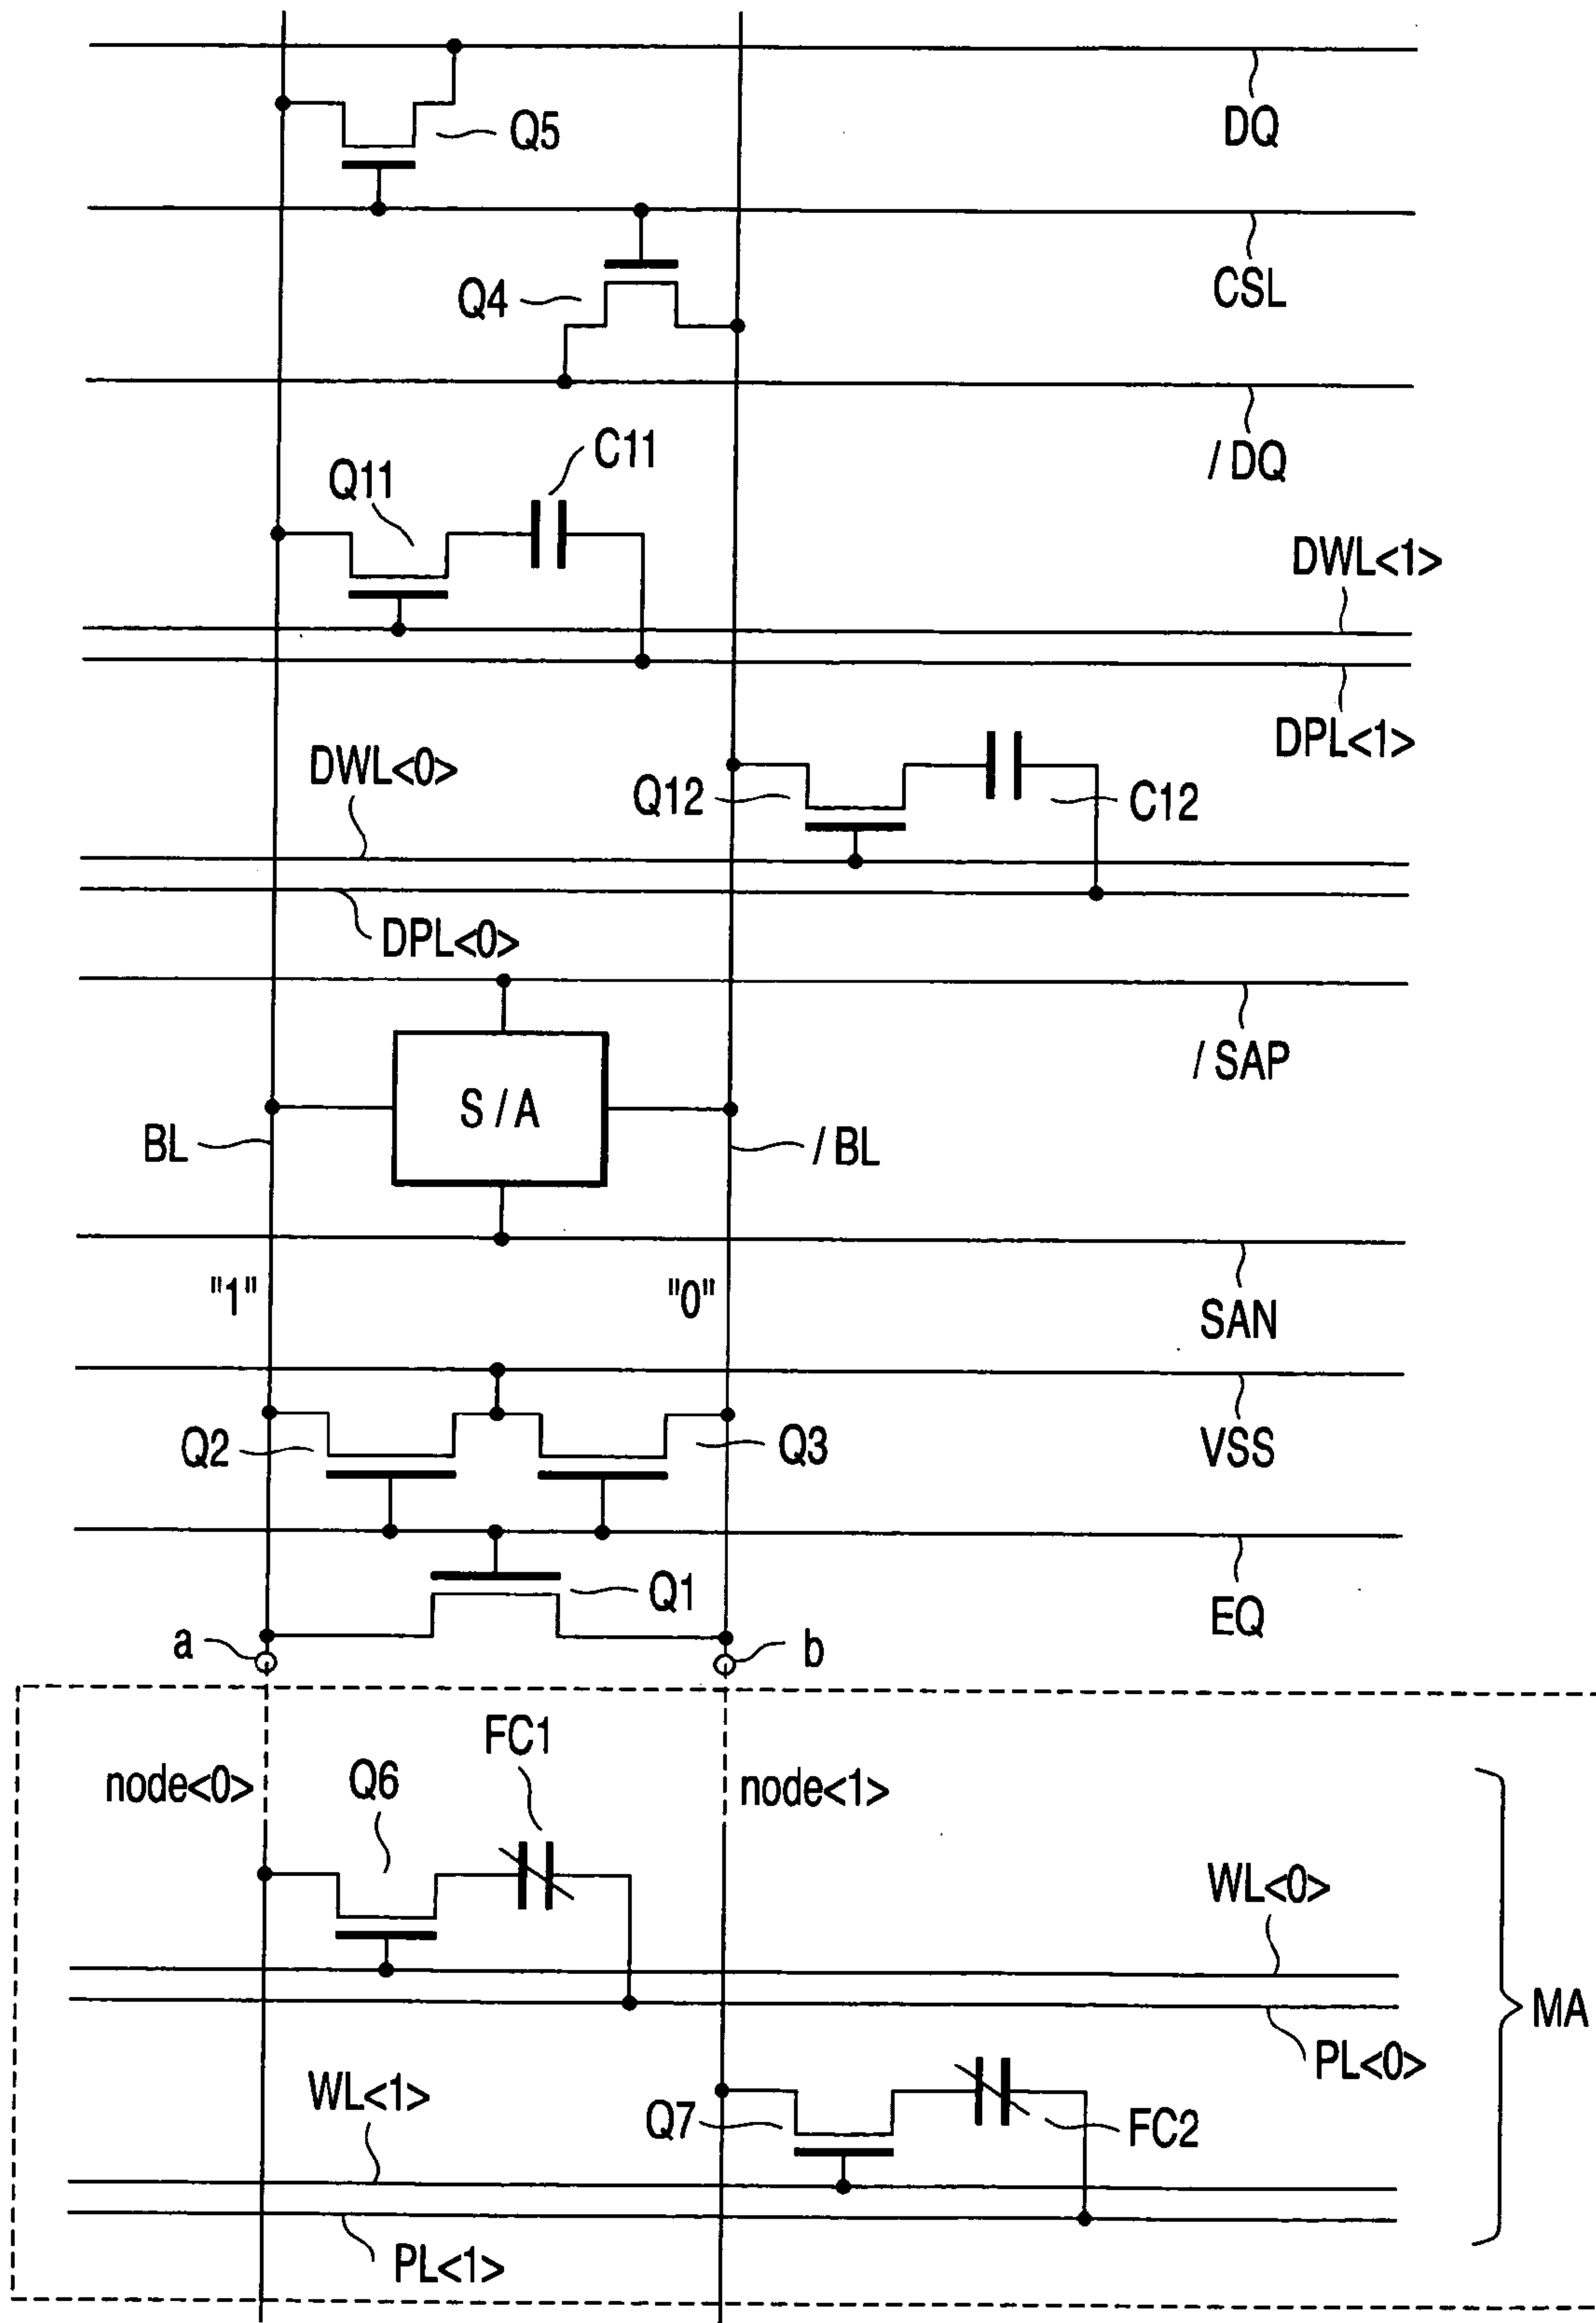 DQ
Q5
CSL
Q4
/ DQ
C11
Q11
DWL<1>
DPL<1>
DWL<0>
Q12
C12
DPL<0>
/ SAP
S / A
BL
/ BL
"1"
"0"
SAN
Q2
Q3
VSS
Q1
EQ
a
b
FC1
node<0>
Q6
node<1>
WL<0>
MA
PL<0>
WL<1>
Q7
FC2
PL<1>